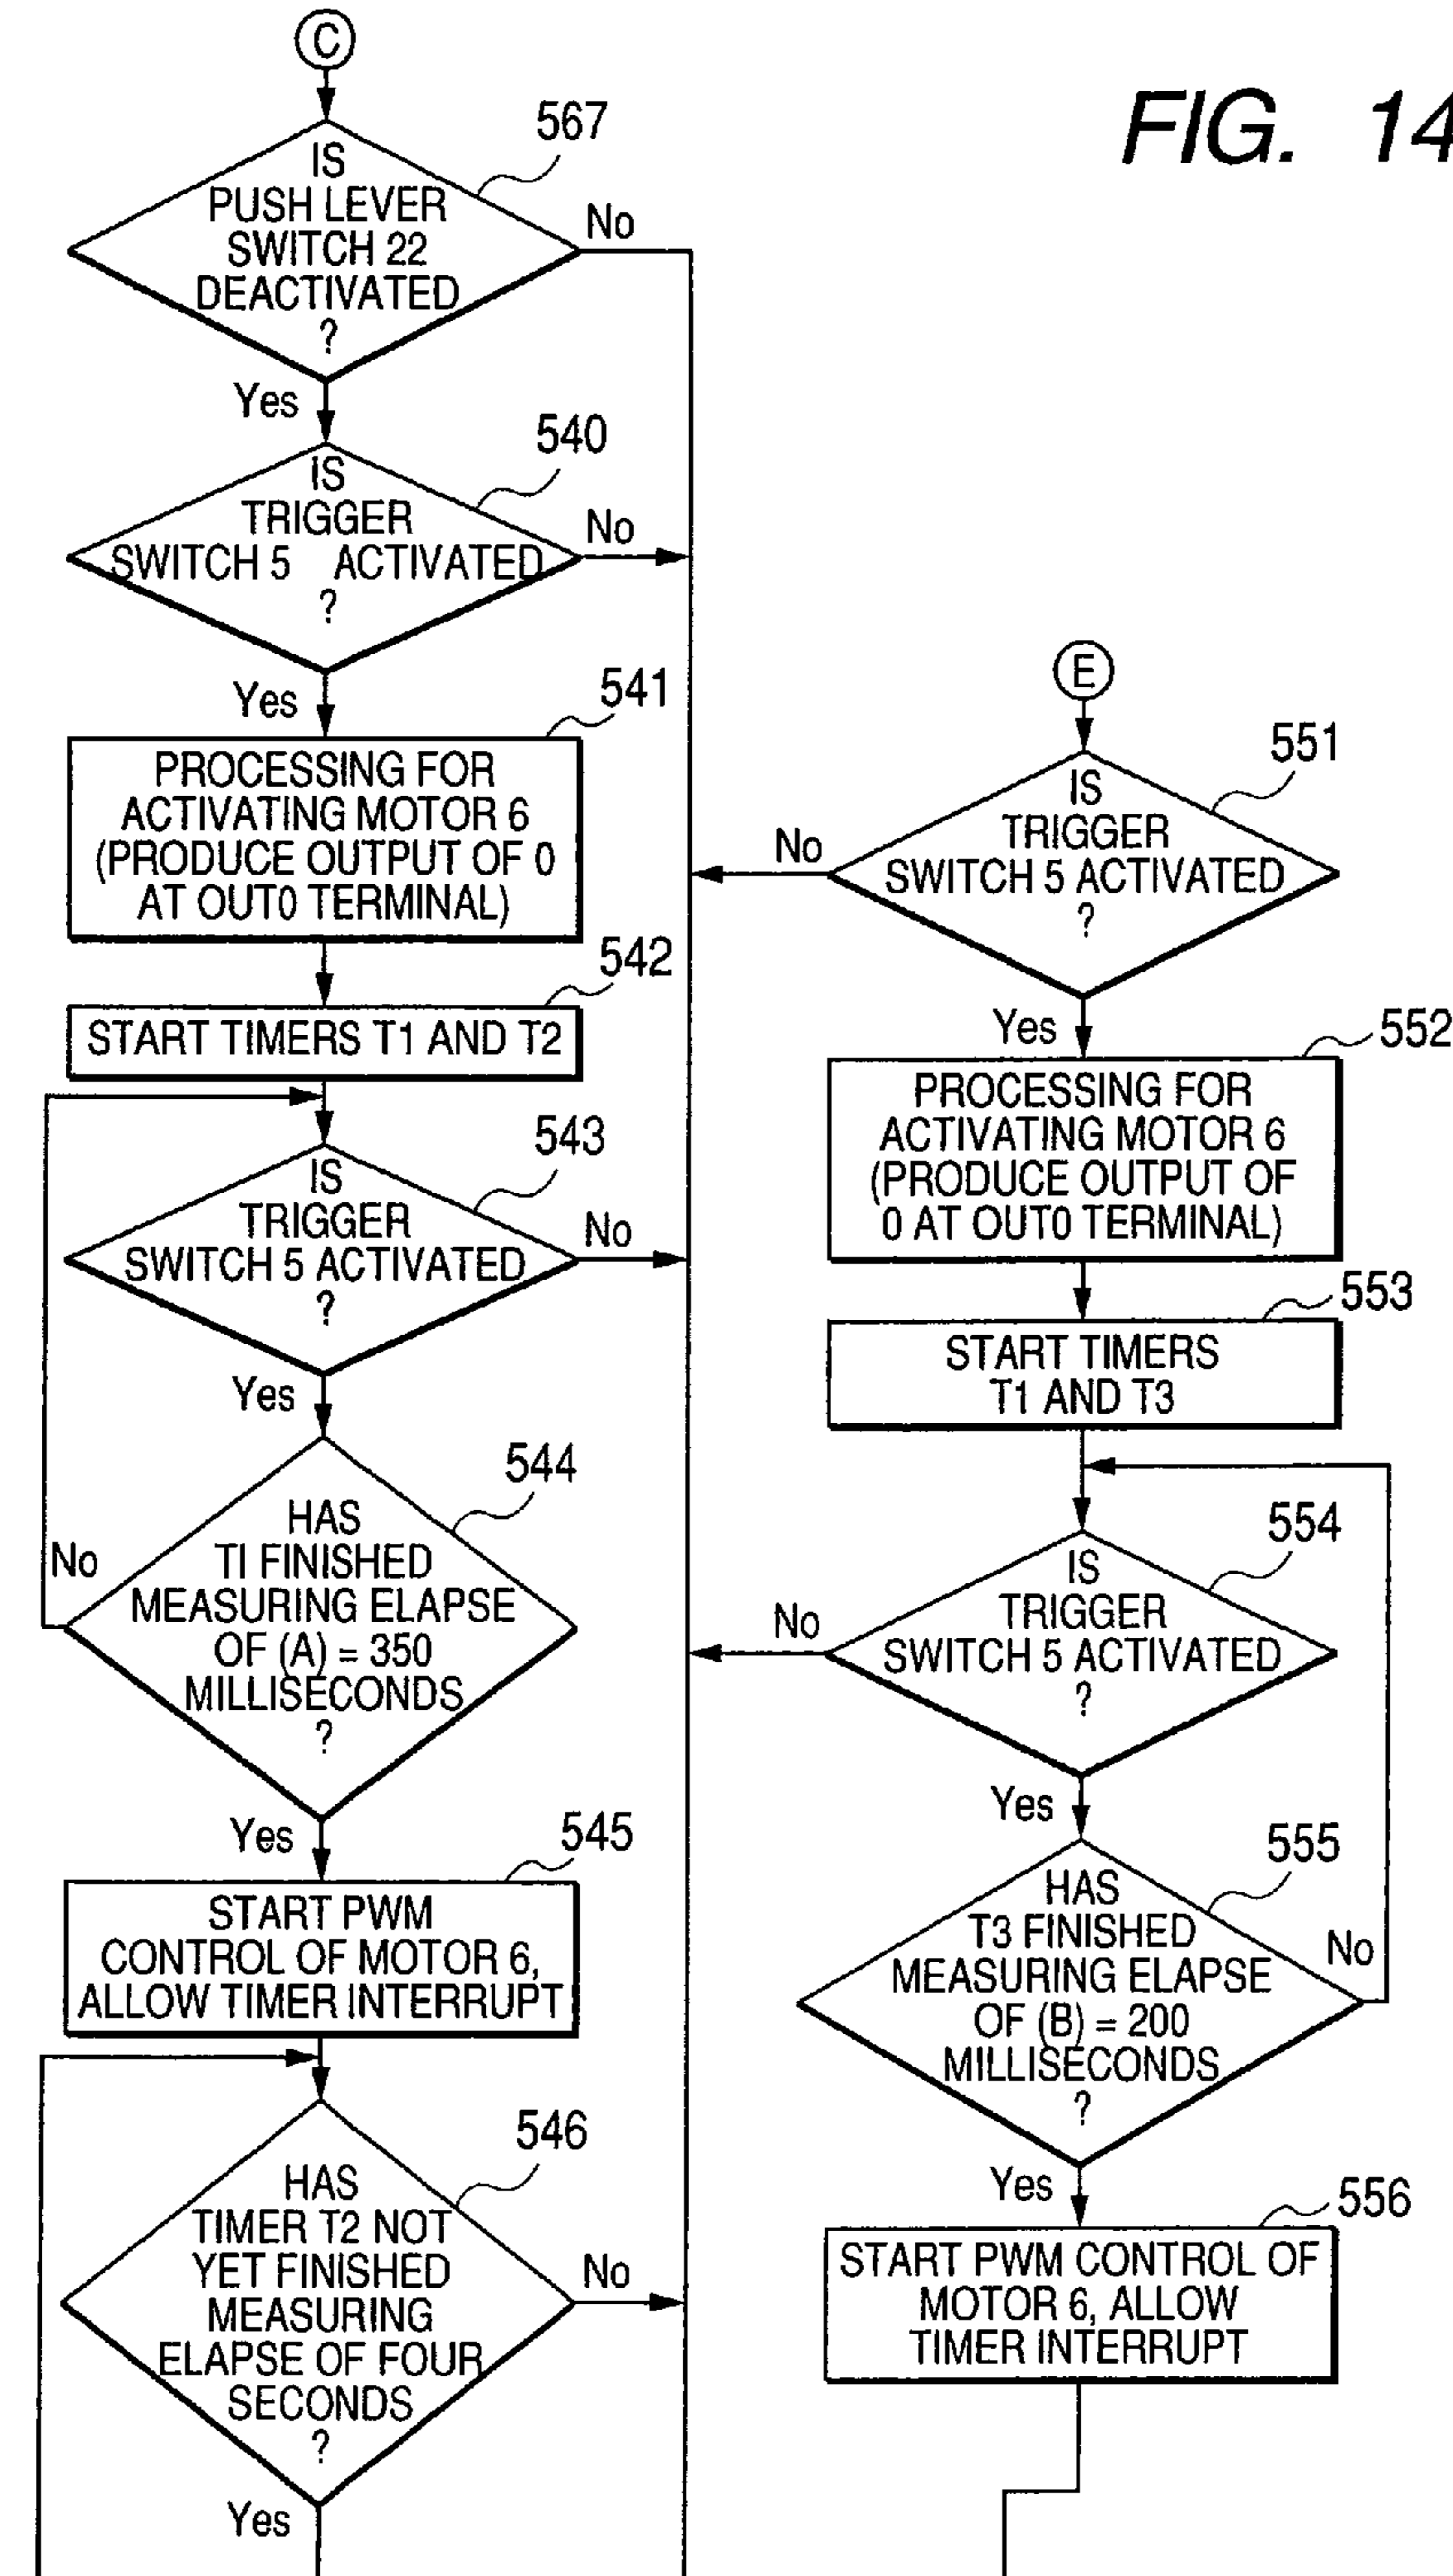 FIG. 14
C
567
IS
PUSH LEVER
SWITCH 22
DEACTIVATED
?
No
Yes
540
IS
TRIGGER
SWITCH 5 ACTIVATED
?
No
Yes
541
PROCESSING FOR
ACTIVATING MOTOR 6
(PRODUCE OUTPUT OF 0
AT OUT0 TERMINAL)
542
START TIMERS T1 AND T2
543
IS
TRIGGER
SWITCH 5 ACTIVATED
?
No
Yes
544
HAS
TI FINISHED
MEASURING ELAPSE
OF (A) = 350
MILLISECONDS
?
No
Yes
545
START PWM
CONTROL OF MOTOR 6,
ALLOW TIMER INTERRUPT
546
HAS
TIMER T2 NOT
YET FINISHED
MEASURING
ELAPSE OF FOUR
SECONDS
?
No
Yes
E
551
IS
TRIGGER
SWITCH 5 ACTIVATED
?
No
Yes
552
PROCESSING FOR
ACTIVATING MOTOR 6
(PRODUCE OUTPUT OF
0 AT OUT0 TERMINAL)
553
START TIMERS
T1 AND T3
554
IS
TRIGGER
SWITCH 5 ACTIVATED
?
No
Yes
555
HAS
T3 FINISHED
MEASURING ELAPSE
OF (B) = 200
MILLISECONDS
?
No
Yes
556
START PWM CONTROL OF
MOTOR 6, ALLOW
TIMER INTERRUPT